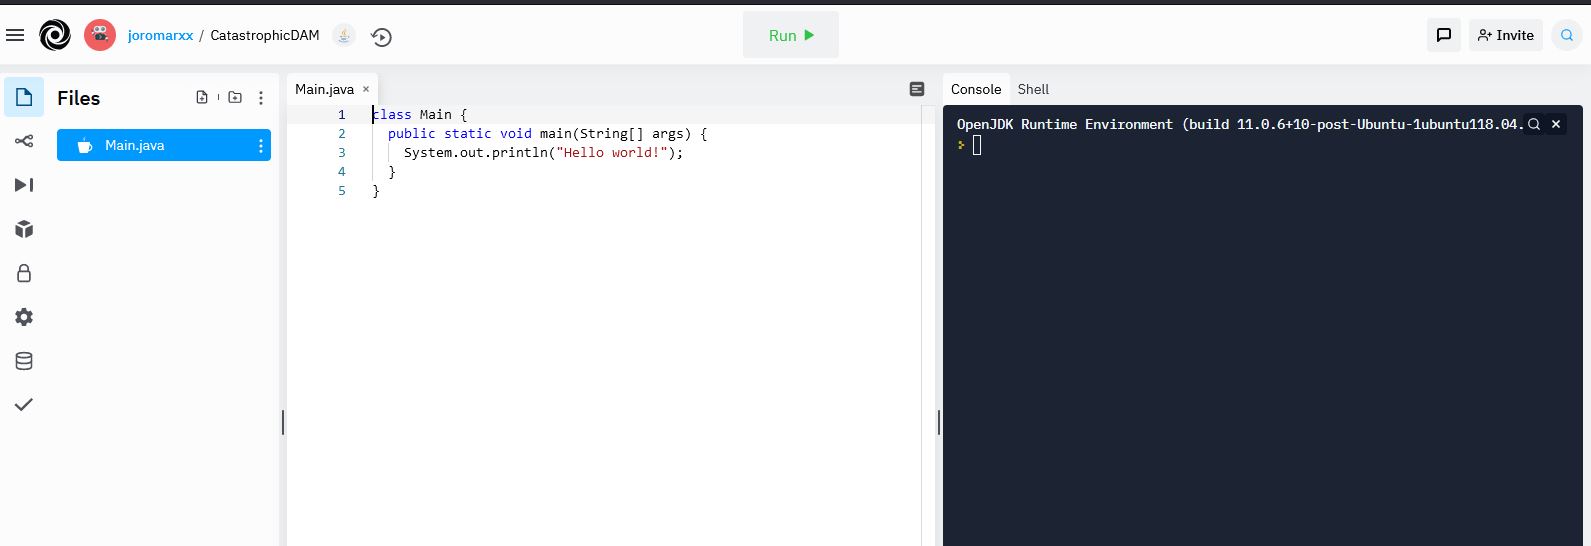 joromarxx / CatastrophicDAM
Run
Invite
Files
Main.java
Main.java ×
1 class Main {
2 public static void main(String[] args) {
3 System.out.println("Hello world!");
4 }
5 }
Console Shell
OpenJDK Runtime Environment (build 11.0.6+10-post-Ubuntu-1ubuntu118.04.